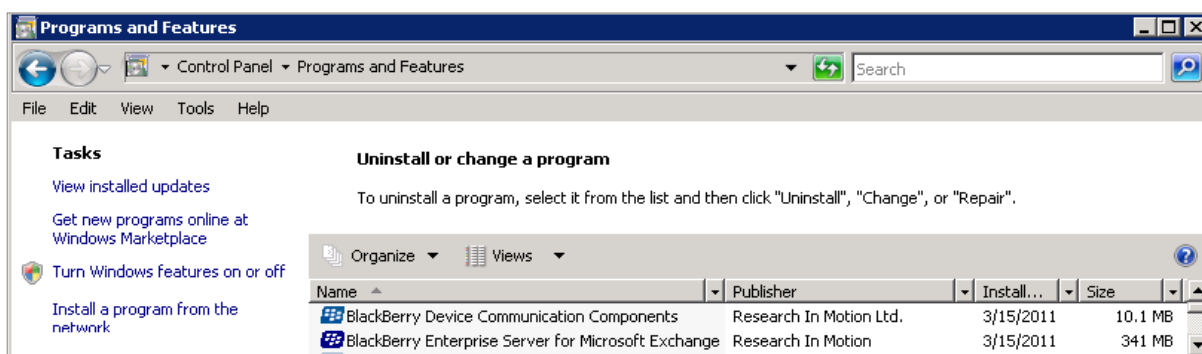 Programs and Features
Control Panel Programs and Features
Search
File Edit View Tools Help
Tasks
View installed updates
Get new programs online at
Windows Marketplace
Turn Windows features on or off
Install a program from the
network
Uninstall or change a program
To uninstall a program, select it from the list and then click "Uninstall", "Change", or "Repair".
Organize Views
Name Publisher Install... Size
BlackBerry Device Communication Components Research In Motion Ltd. 3/15/2011 10.1 MB
BlackBerry Enterprise Server for Microsoft Exchange Research In Motion 3/15/2011 341 MB